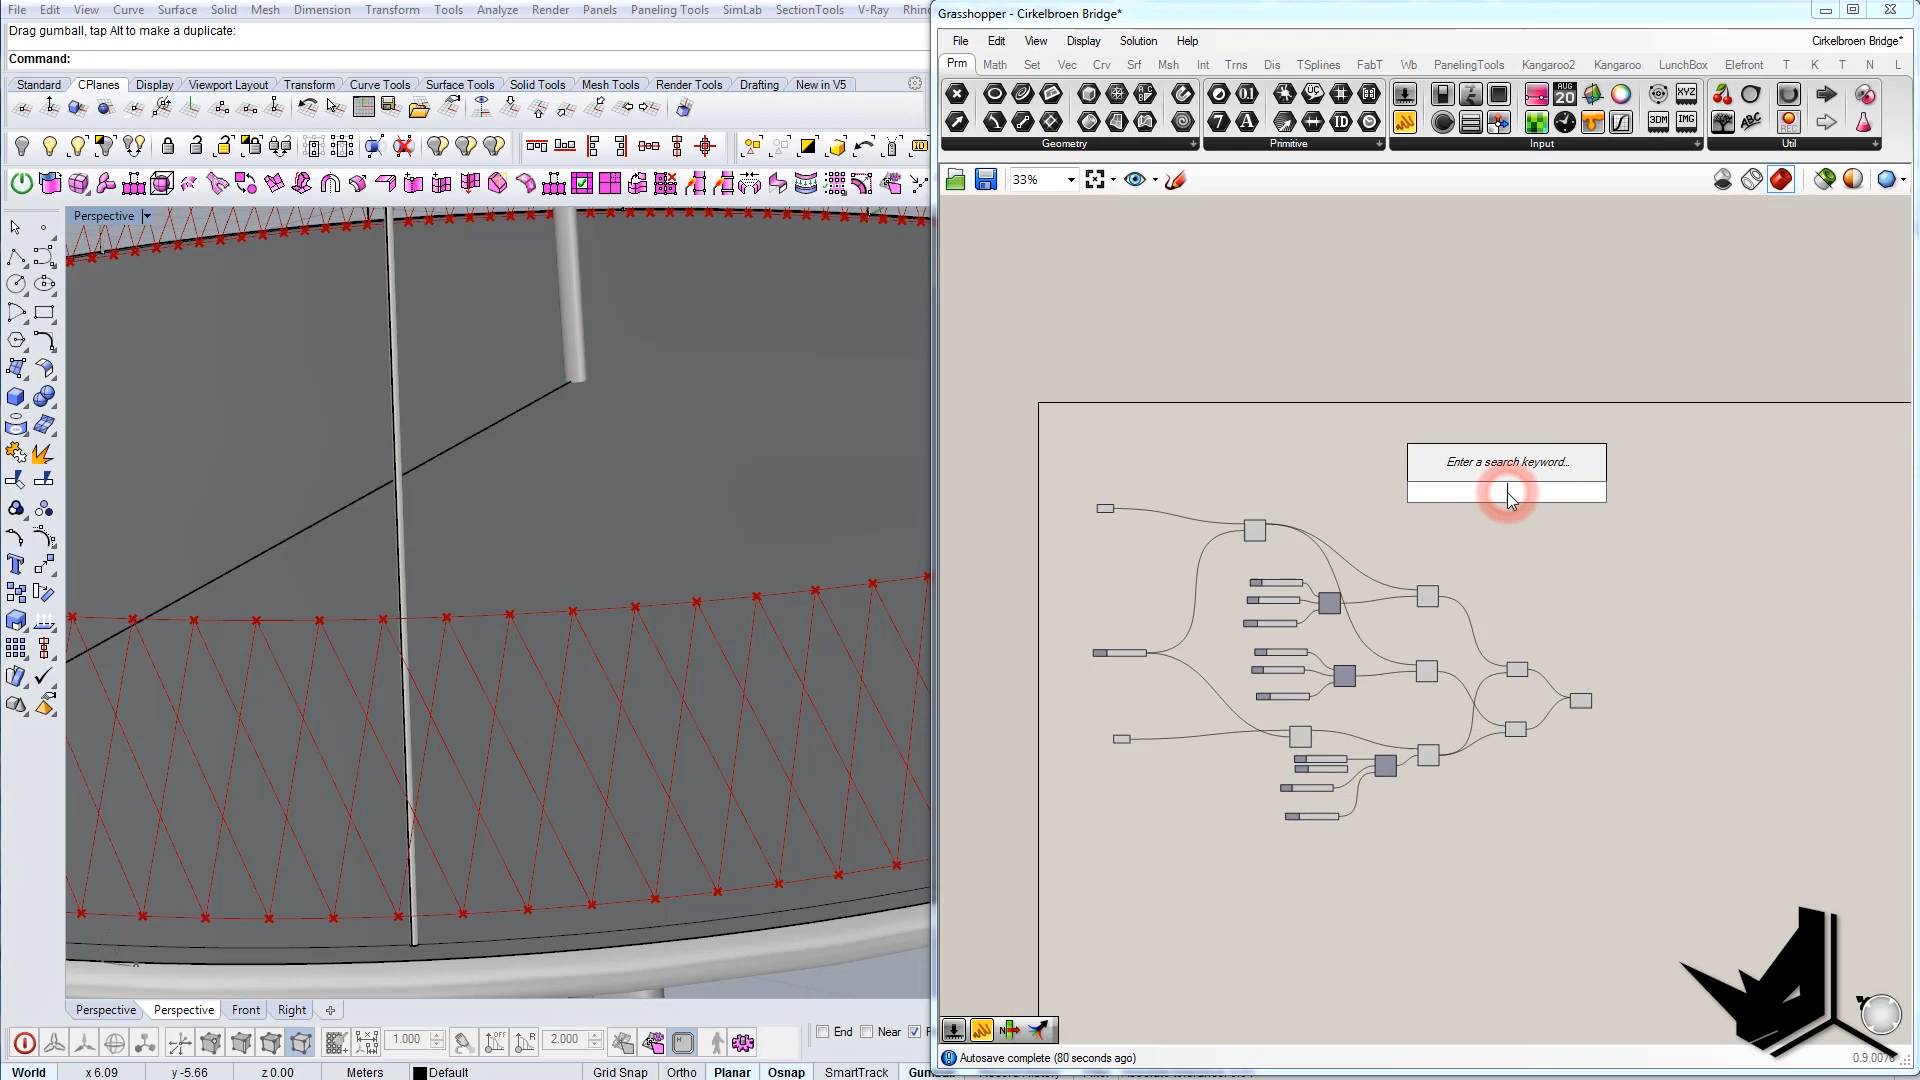 File Edit View Curve Surface Solid Mesh Dimension Transform Tools Analyze Render Panels Paneling Tools SimLab SectionTools V-Ray
Drag gumball, tap Alt to make a duplicate:
Command:
Standard CPlanes Display Viewport Layout Transform Curve Tools Surface Tools Solid Tools Mesh Tools Render Tools Drafting New in V5
Perspective
Perspective Perspective Front Right
1.000 2.000 End Near
World x 6.09 y -5.66 z 0.00 Meters Default Grid Snap Ortho Planar Osnap SmartTrack
Grasshopper - Cirkelbroen Bridge*
File Edit View Display Solution Help Cirkelbroen Bridge*
Prm Math Set Vec Crv Srf Msh Int Trns Dis TSplines FabT Wb PanelingTools Kangaroo2 Kangaroo LunchBox Elefront T K T N L
Geometry Primitive Input Util
33%
Enter a search keyword...
Autosave complete (80 seconds ago)